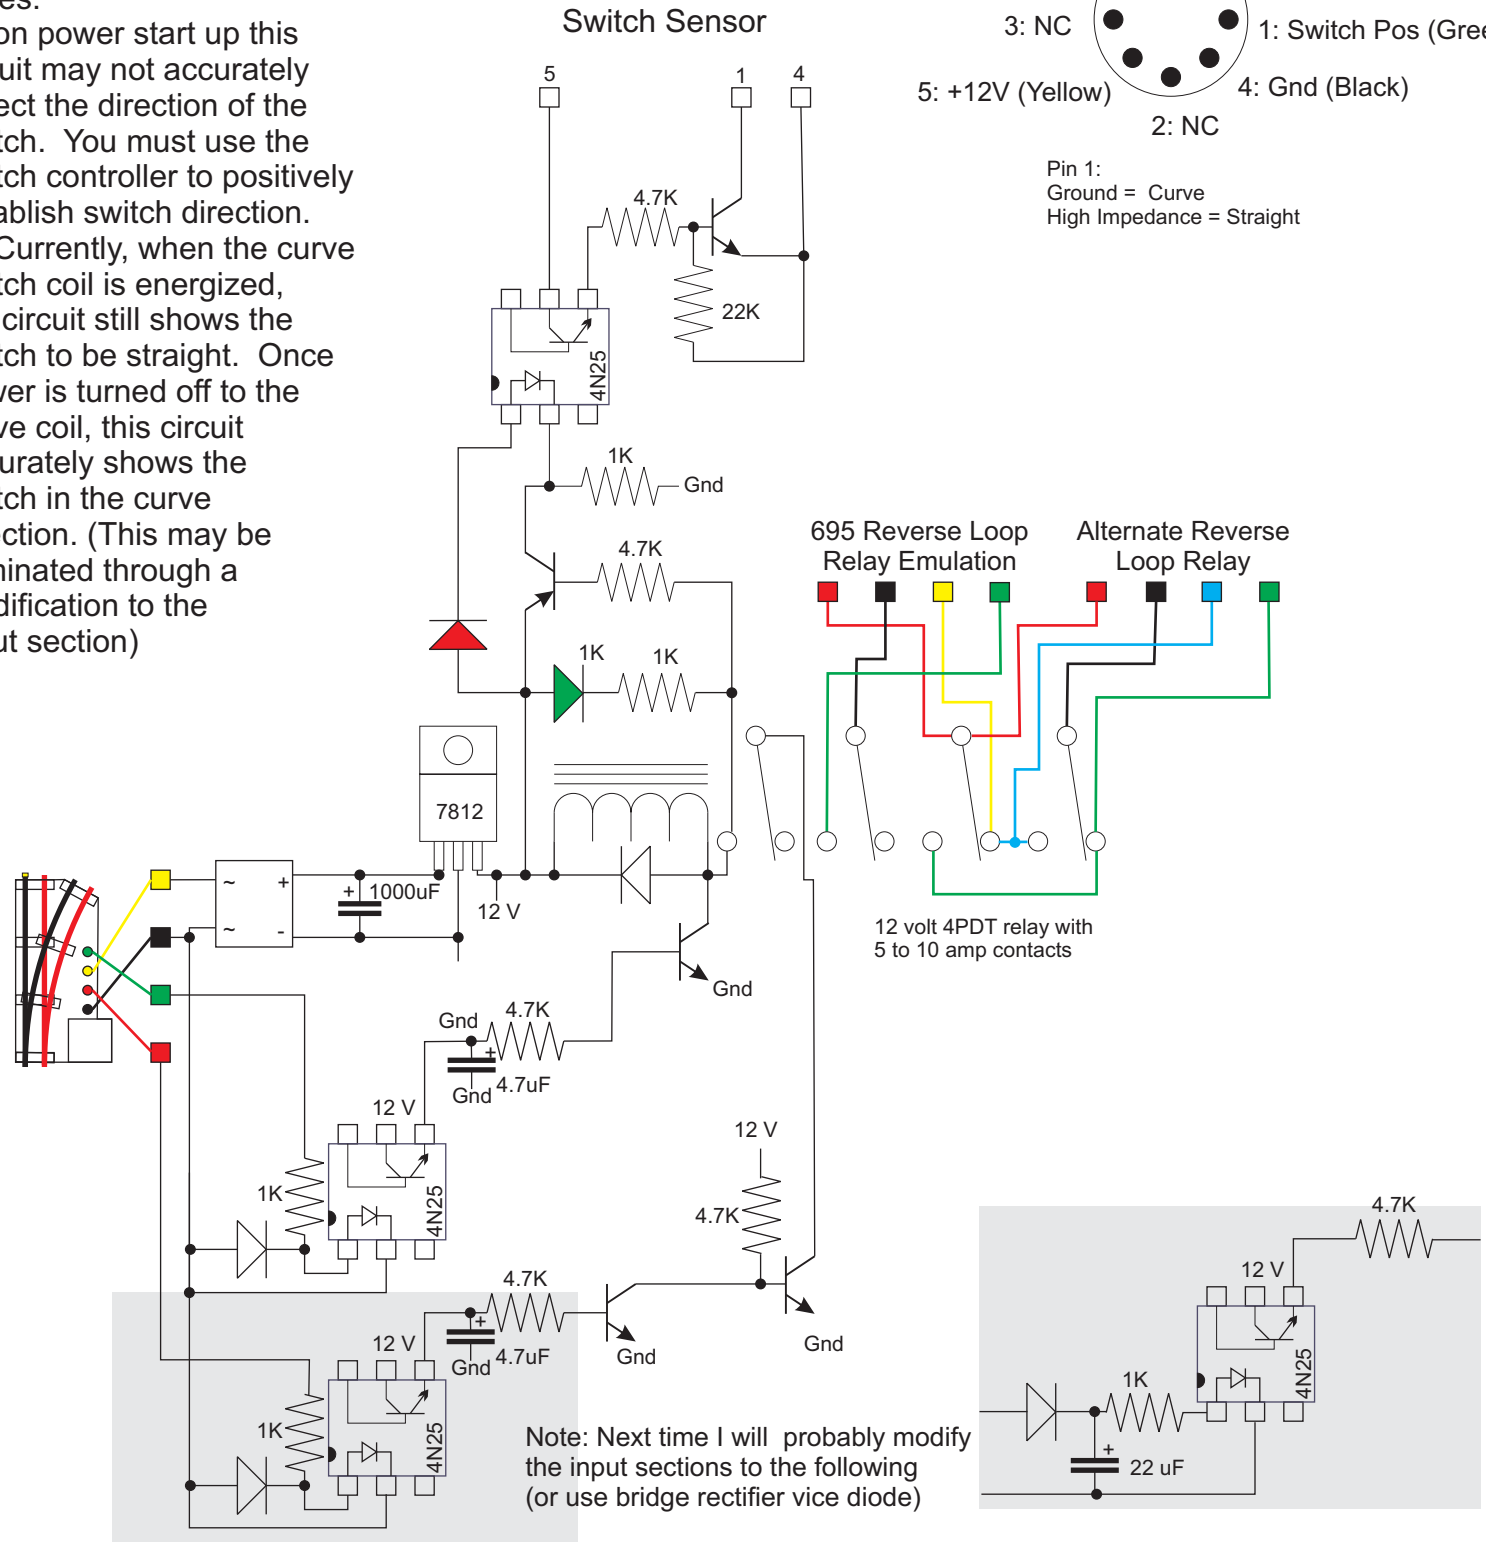 es:
on power start up this
uit may not accurately
ect the direction of the
tch.  You must use the
tch controller to positively
ablish switch direction.
Currently, when the curve
tch coil is energized,
circuit still shows the
tch to be straight.  Once
wer is turned off to the
ve coil, this circuit
urately shows the
tch in the curve
ection. (This may be
minated through a
dification to the
ut section)
Switch Sensor
5
1
4
3: NC
1: Switch Pos (Gree
5: +12V (Yellow)
4: Gnd (Black)
2: NC
Pin 1:
Ground =  Curve
High Impedance = Straight
4.7K
22K
4N25
1K
Gnd
4.7K
1K
1K
695 Reverse Loop
Relay Emulation
Alternate Reverse
Loop Relay
7812
~
+
~
-
+
1000uF
12 V
12 volt 4PDT relay with
5 to 10 amp contacts
Gnd
Gnd
4.7K
+
Gnd
4.7uF
12 V
1K
4N25
12 V
4.7K
Gnd
4.7K
+
12 V
Gnd
4.7uF
Gnd
1K
4N25
4.7K
12 V
1K
4N25
+
22 uF
Note: Next time I will  probably modify
the input sections to the following
(or use bridge rectifier vice diode)